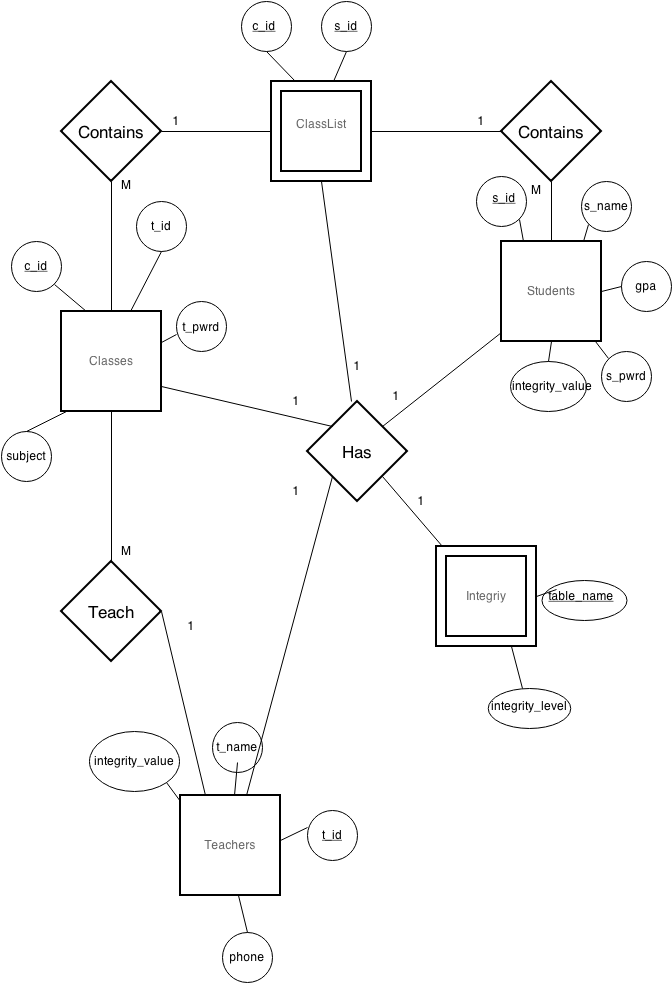 c_id
s_id
Contains
1
ClassList
1
Contains
M
M
s_id
s_name
t_id
c_id
gpa
Students
t_pwrd
Classes
1
s_pwrd
integrity_value
1
1
subject
Has
1
1
M
Integriy
table_name
Teach
1
integrity_level
t_name
integrity_value
t_id
Teachers
phone